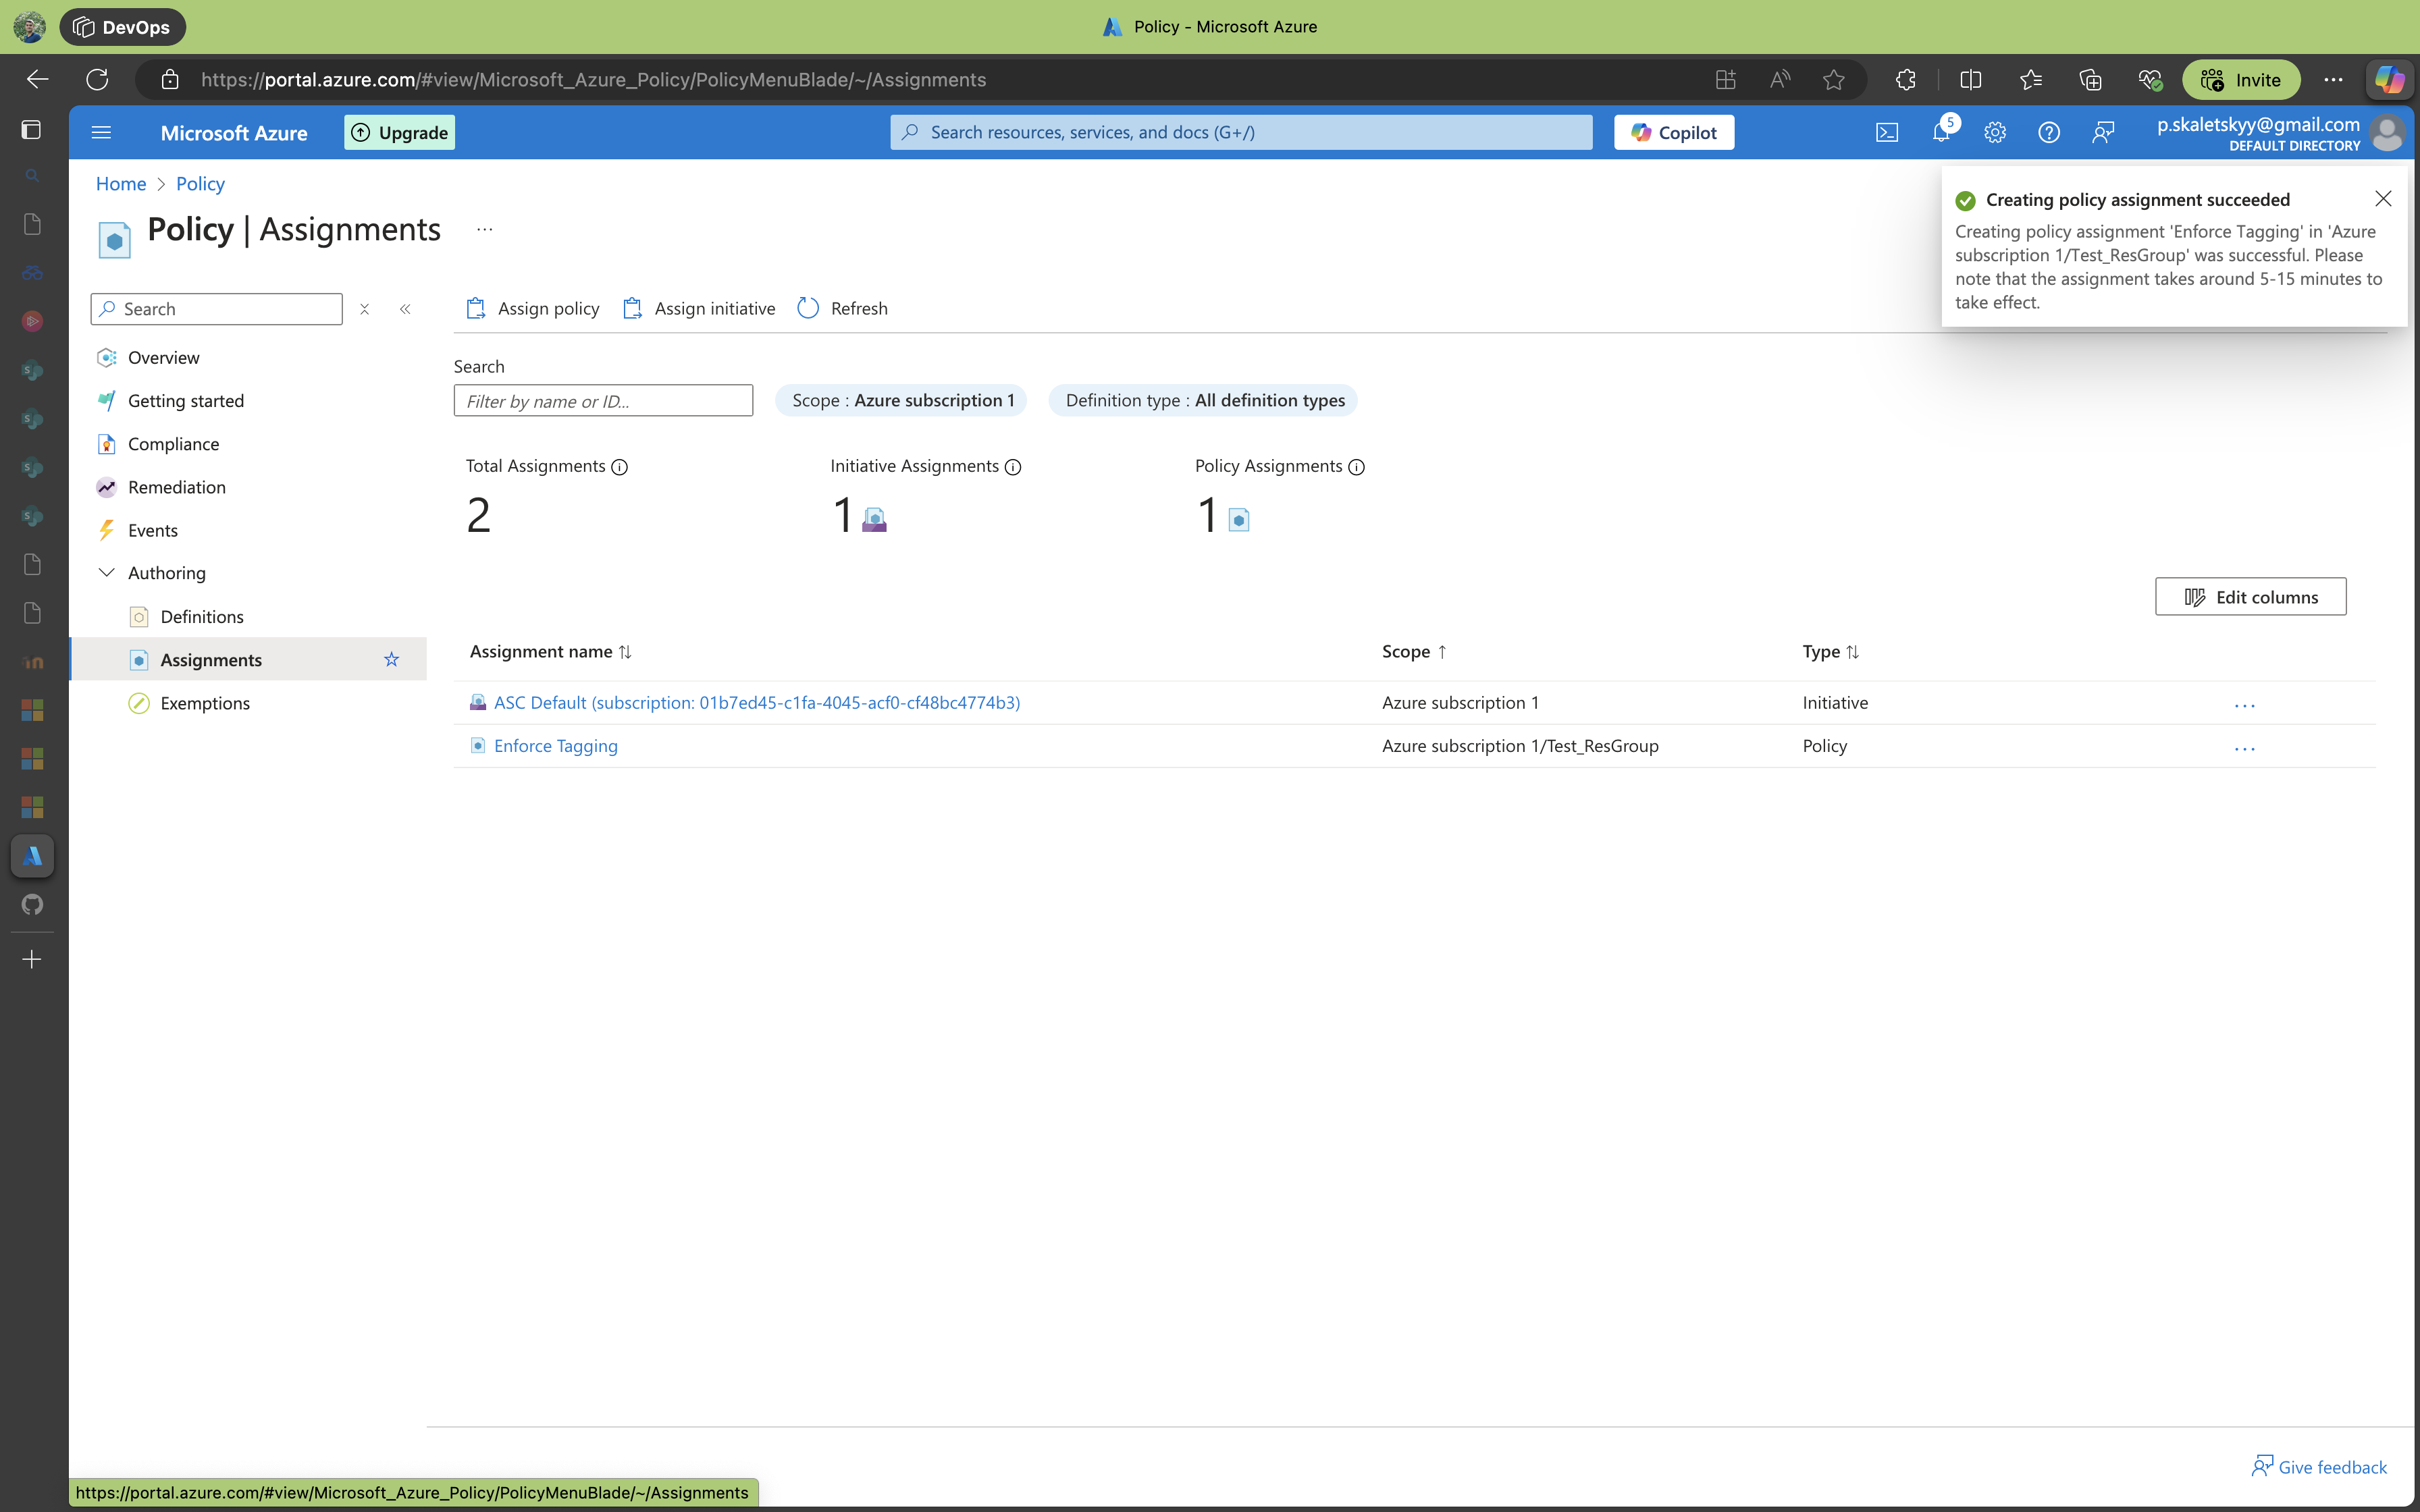 DevOps
Policy - Microsoft Azure
https://portal.azure.com/#view/Microsoft_Azure_Policy/PolicyMenuBlade/~/Assignments
Invite
Microsoft Azure
Upgrade
Search resources, services, and docs (G+/)
Copilot
5
p.skaletskyy@gmail.com
DEFAULT DIRECTORY
Home > Policy
Policy | Assignments
...
Creating policy assignment succeeded
Creating policy assignment 'Enforce Tagging' in 'Azure
subscription 1/Test_ResGroup' was successful. Please
note that the assignment takes around 5-15 minutes to
take effect.
Search
Overview
Getting started
Compliance
Remediation
Events
Authoring
Definitions
Assignments
Exemptions
Assign policy
Assign initiative
Refresh
Search
Filter by name or ID...
Scope : Azure subscription 1
Definition type : All definition types
Total Assignments
2
Initiative Assignments
1
Policy Assignments
1
Edit columns
Assignment name
Scope
Type
ASC Default (subscription: 01b7ed45-c1fa-4045-acf0-cf48bc4774b3)
Azure subscription 1
Initiative
...
Enforce Tagging
Azure subscription 1/Test_ResGroup
Policy
...
Give feedback
https://portal.azure.com/#view/Microsoft_Azure_Policy/PolicyMenuBlade/~/Assignments